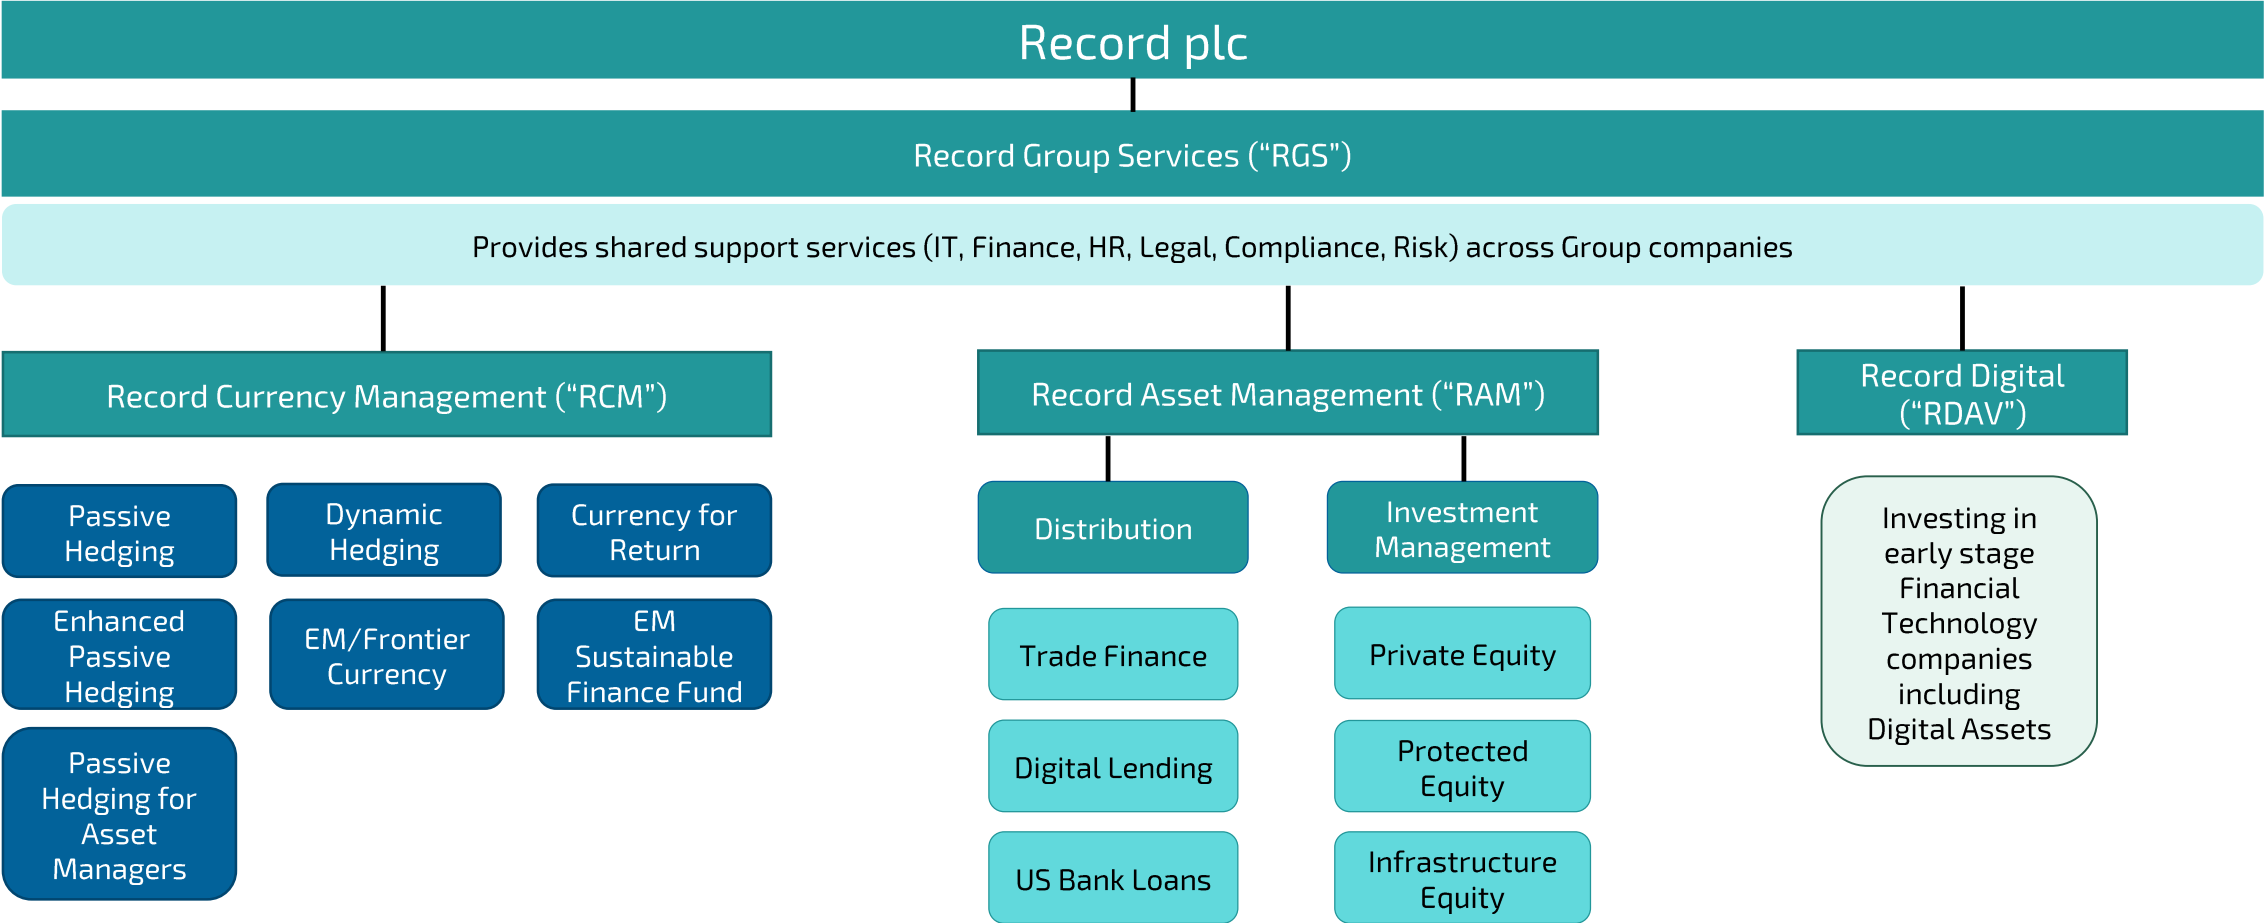 Record plc
Record Group Services (“RGS”)
Provides shared support services (IT, Finance, HR, Legal, Compliance, Risk) across Group companies
Record Currency Management (“RCM”)
Passive
Hedging
Dynamic
Hedging
Currency for
Return
Enhanced
Passive
Hedging
EM/Frontier
Currency
EM
Sustainable
Finance Fund
Passive
Hedging for
Asset
Managers
Record Asset Management (“RAM”)
Distribution
Trade Finance
Digital Lending
US Bank Loans
Investment
Management
Private Equity
Protected
Equity
Infrastructure
Equity
Record Digital
(“RDAV”)
Investing in
early stage
Financial
Technology
companies
including
Digital Assets